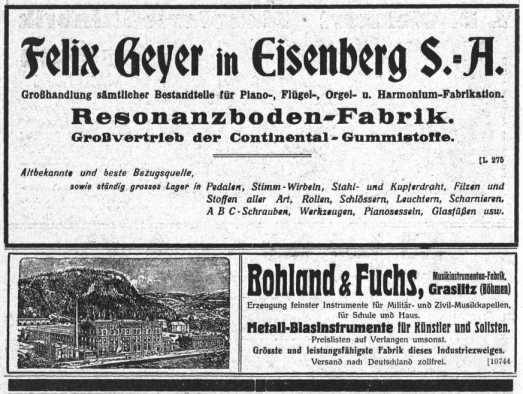 Felix Geyer in Eisenberg S.-A.
Großhandlung sämtlicher Bestandteile für Piano-, Flügel-, Orgel- u. Harmonium-Fabrikation.
Resonanzboden-Fabrik.
Großvertrieb der Continental-Gummistoffe.
[L 275
Altbekannte und beste Bezugsquelle,
sowie ständig grosses Lager in Pedalen, Stimm-Wirbeln, Stahl- und Kupferdraht, Filzen und
Stoffen aller Art, Rollen, Schlössern, Leuchtern, Scharnieren,
A B C-Schrauben, Werkzeugen, Pianosesseln, Glasfüßen usw.
Bohland & Fuchs, Musikinstrumenten-Fabrik,
Graslitz (Böhmen)
Erzeugung feinster Instrumente für Militär- und Zivil-Musikkapellen,
für Schule und Haus.
Metall-Blasinstrumente für Künstler und Solisten.
Preislisten auf Verlangen umsonst.
Grösste und leistungsfähigste Fabrik dieses Industriezweiges.
Versand nach Deutschland zollfrei. [10744